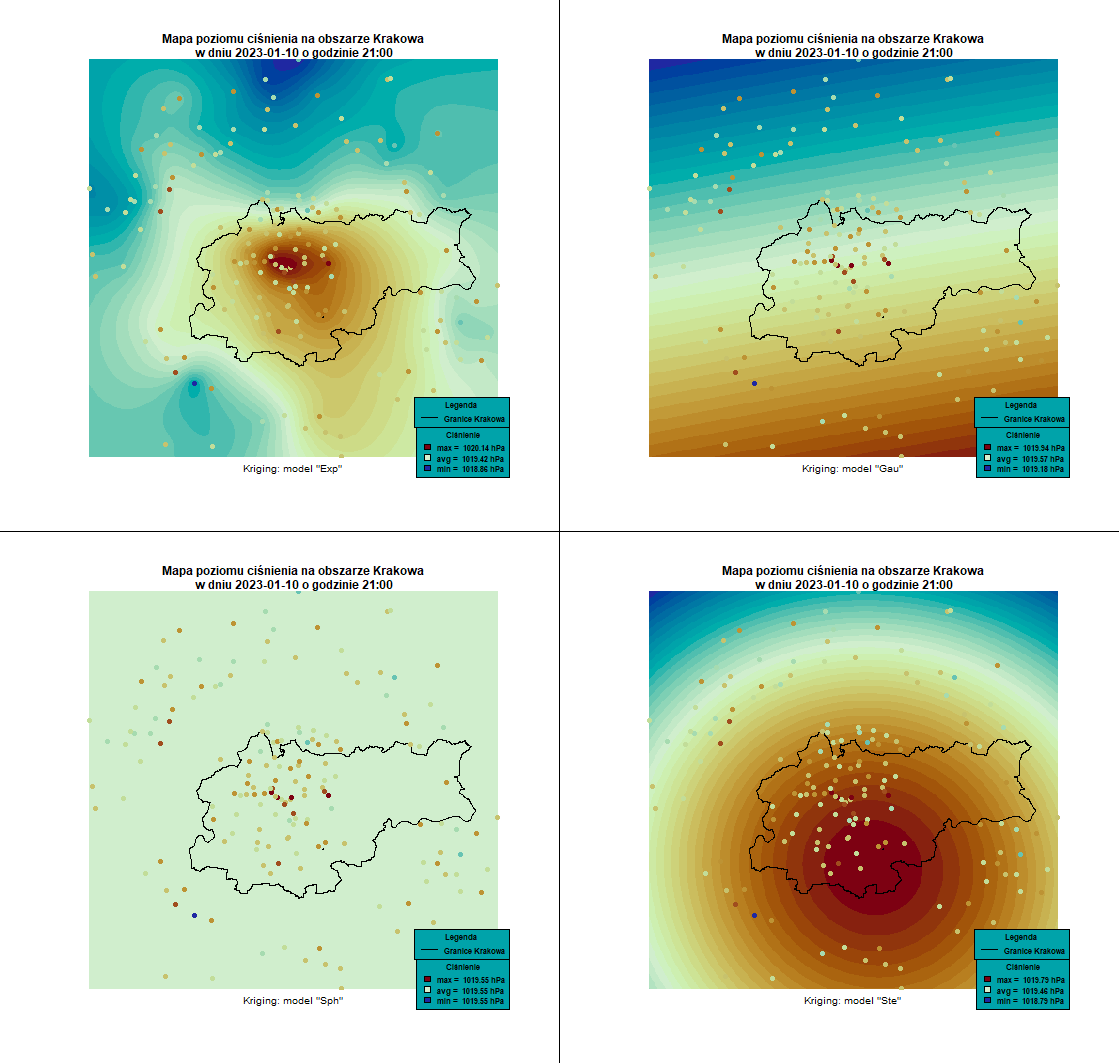 Mapa poziomu ciśnienia na obszarze Krakowa
w dniu 2023-01-10 o godzinie 21:00
Legenda
Granice Krakowa
Ciśnienie
max = 1020.14 hPa
avg = 1019.42 hPa
min = 1018.86 hPa
Kriging: model "Exp"
Mapa poziomu ciśnienia na obszarze Krakowa
w dniu 2023-01-10 o godzinie 21:00
Legenda
Granice Krakowa
Ciśnienie
max = 1019.94 hPa
avg = 1019.57 hPa
min = 1019.18 hPa
Kriging: model "Gau"
Mapa poziomu ciśnienia na obszarze Krakowa
w dniu 2023-01-10 o godzinie 21:00
Legenda
Granice Krakowa
Ciśnienie
max = 1019.55 hPa
avg = 1019.55 hPa
min = 1019.55 hPa
Kriging: model "Sph"
Mapa poziomu ciśnienia na obszarze Krakowa
w dniu 2023-01-10 o godzinie 21:00
Legenda
Granice Krakowa
Ciśnienie
max = 1019.79 hPa
avg = 1019.46 hPa
min = 1018.79 hPa
Kriging: model "Ste"